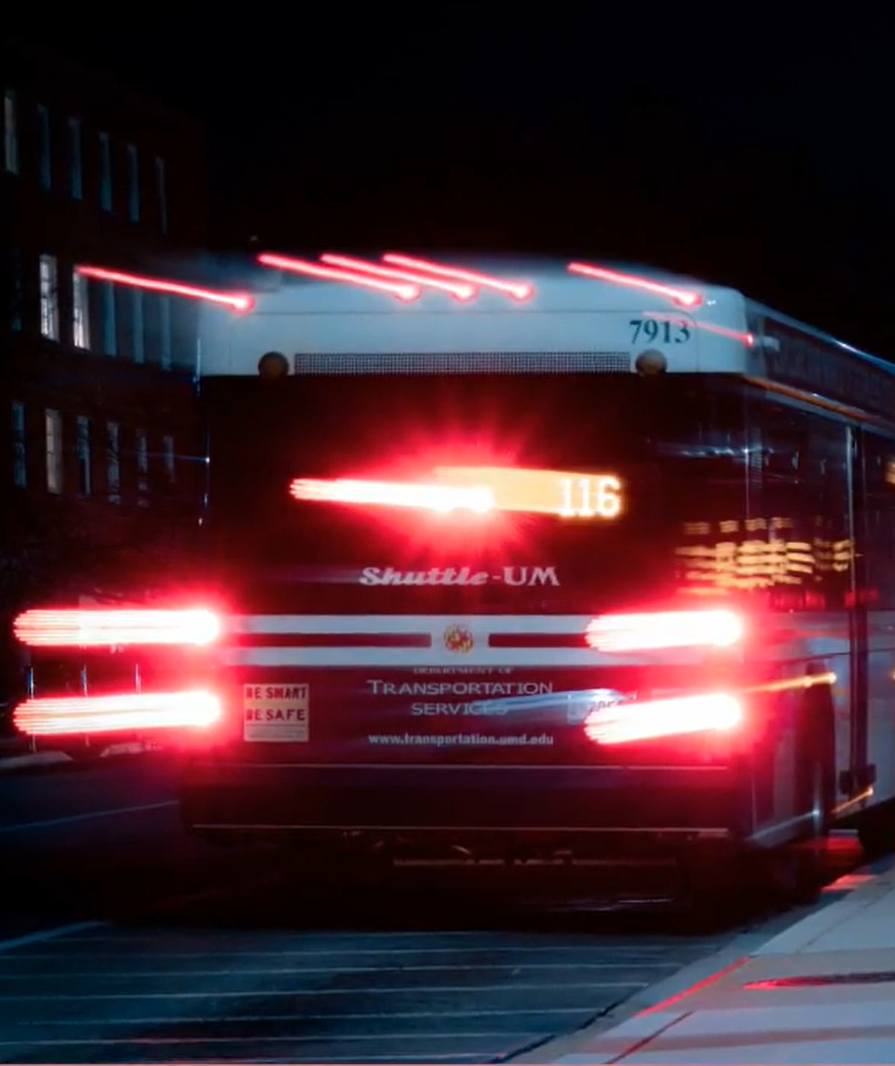 7913
116
Shuttle-UM
DEPARTMENT OF
TRANSPORTATION
SERVICES
www.transportation.umd.edu
BE SMART
BE SAFE